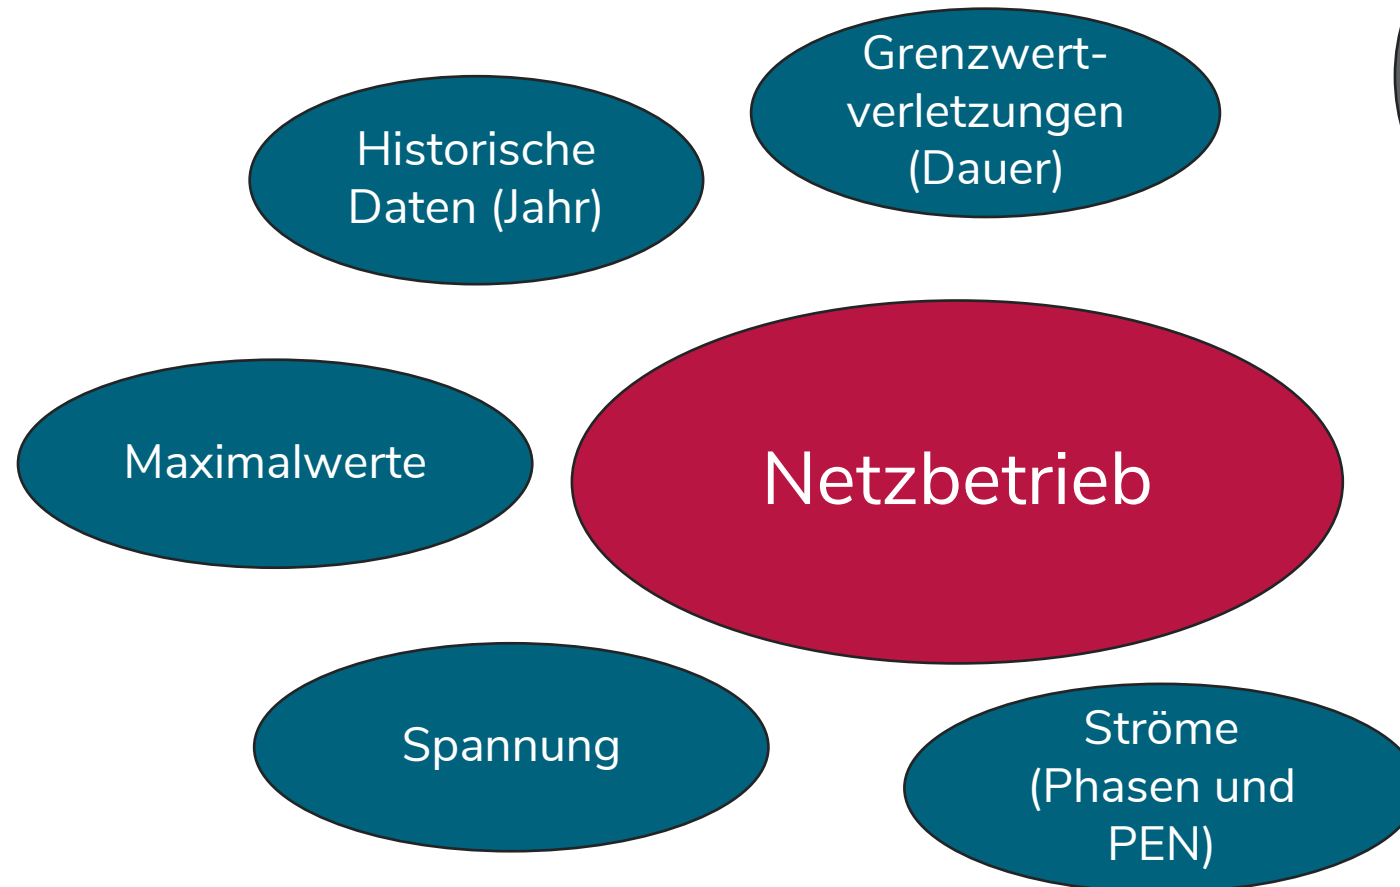 Grenzwert-
verletzungen
(Dauer)
Historische
Daten (Jahr)
Maximalwerte
Netzbetrieb
Spannung
Ströme
(Phasen und
PEN)